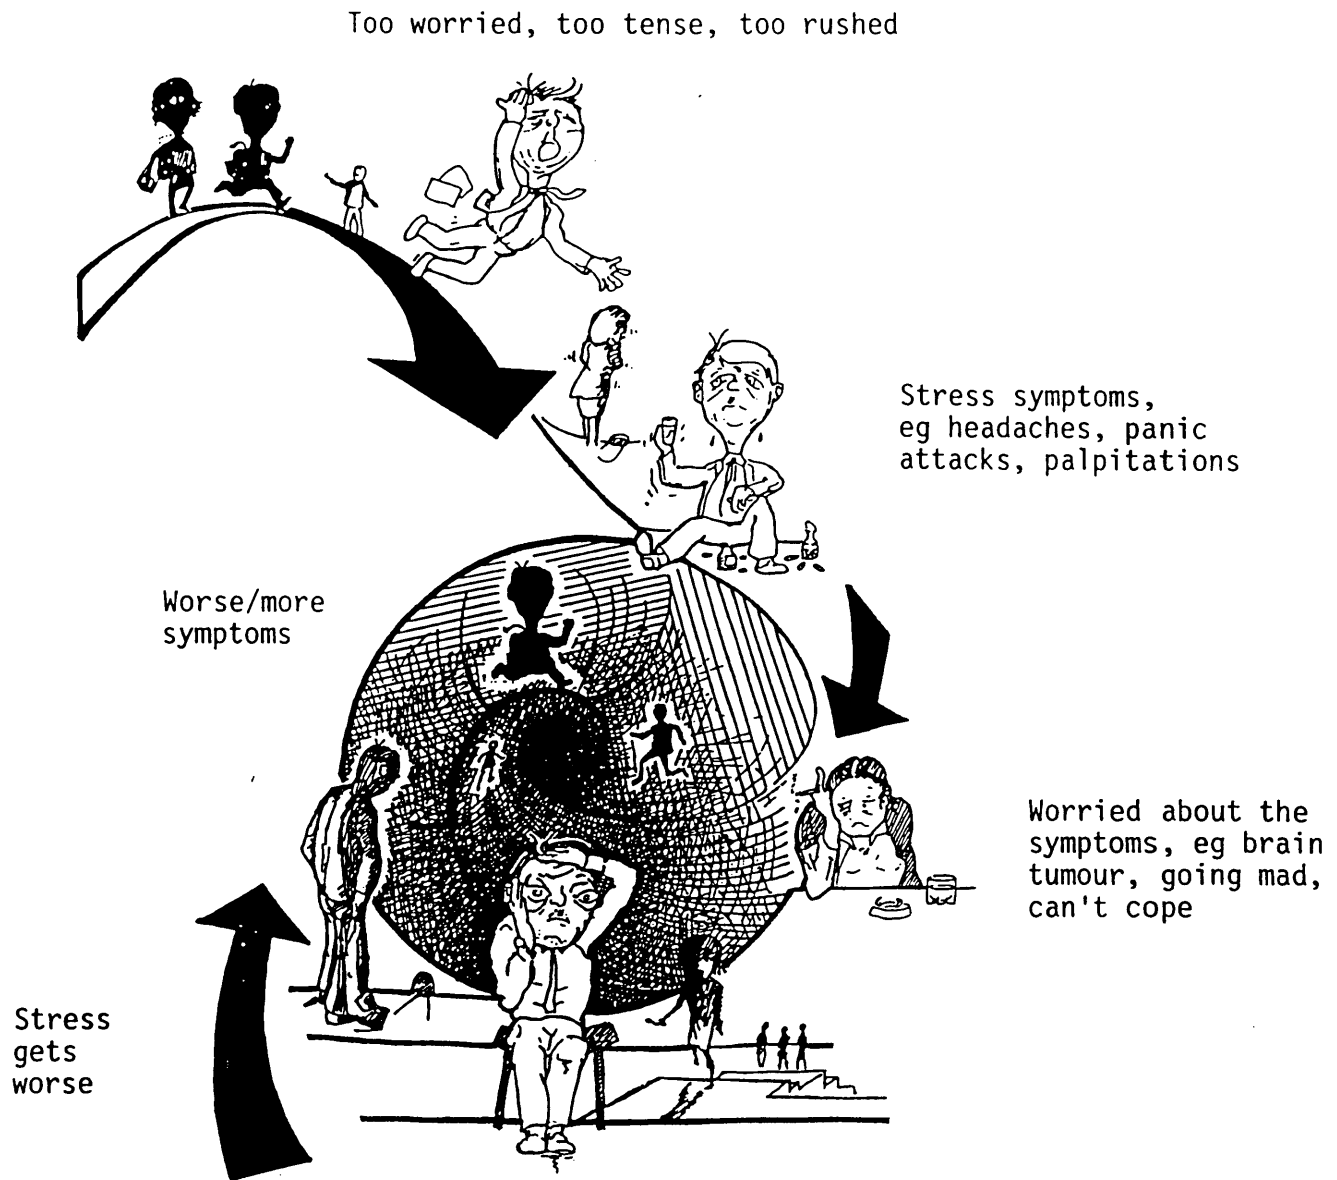 Too worried, too tense, too rushed
Stress symptoms,
eg headaches, panic
attacks, palpitations
Worse/more
symptoms
Worried about the
symptoms, eg brain
tumour, going mad,
can't cope
Stress
gets
worse